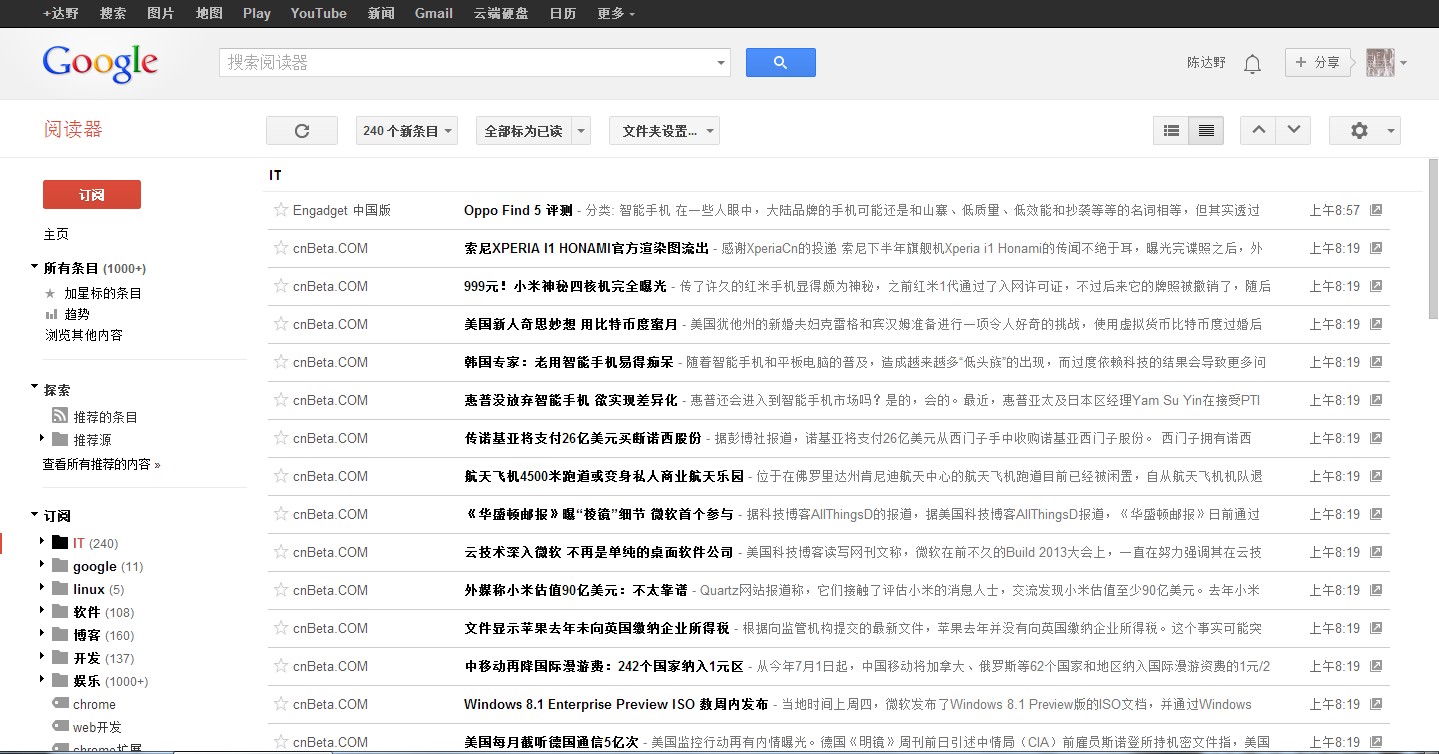 +达野 搜索 图片 地图 Play YouTube 新闻 Gmail 云端硬盘 日历 更多
Google 搜索阅读器 陈达野 + 分享
阅读器 240 个新条目 全部标为已读 文件夹设置...
订阅
主页
所有条目 (1000+)
加星标的条目
趋势
浏览其他内容
探索
推荐的条目
推荐源
查看所有推荐的内容 »
订阅
IT (240)
google (11)
linux (5)
软件 (108)
博客 (160)
开发 (137)
娱乐 (1000+)
chrome
web开发
chrome扩展
IT
Engadget 中国版 Oppo Find 5 评测 - 分类: 智能手机 在一些人眼中，大陆品牌的手机可能还是和山寨、低质量、低效能和抄袭等等的名词相等，但其实透过 上午8:57
cnBeta.COM 索尼XPERIA I1 HONAMI官方渲染图流出 - 感谢XperiaCn的投递 索尼下半年旗舰机Xperia i1 Honami的传闻不绝于耳，曝光完谍照之后，外 上午8:19
cnBeta.COM 999元！小米神秘四核机完全曝光 - 传了许久的红米手机显得颇为神秘，之前红米1代通过了入网许可证，不过后来它的牌照被撤销了，随后 上午8:19
cnBeta.COM 美国新人奇思妙想 用比特币度蜜月 - 美国犹他州的新婚夫妇克雷格和宾汉姆准备进行一项令人好奇的挑战，使用虚拟货币比特币度过婚后 上午8:19
cnBeta.COM 韩国专家：老用智能手机易得痴呆 - 随着智能手机和平板电脑的普及，造成越来越多“低头族”的出现，而过度依赖科技的结果会导致更多问 上午8:19
cnBeta.COM 惠普没放弃智能手机 欲实现差异化 - 惠普还会进入到智能手机市场吗？是的，会的。最近，惠普亚太及日本区经理Yam Su Yin在接受PTI 上午8:19
cnBeta.COM 传诺基亚将支付26亿美元买断诺西股份 - 据彭博社报道，诺基亚将支付26亿美元从西门子手中收购诺基亚西门子股份。 西门子拥有诺西 上午8:19
cnBeta.COM 航天飞机4500米跑道或变身私人商业航天乐园 - 位于在佛罗里达州肯尼迪航天中心的航天飞机跑道目前已经被闲置，自从航天飞机机队退 上午8:19
cnBeta.COM 《华盛顿邮报》曝“棱镜”细节 微软首个参与 - 据科技博客AllThingsD的报道，据美国科技博客AllThingsD报道，《华盛顿邮报》日前通过 上午8:19
cnBeta.COM 云技术深入微软 不再是单纯的桌面软件公司 - 美国科技博客读写网刊文称，微软在前不久的Build 2013大会上，一直在努力强调其在云技 上午8:19
cnBeta.COM 外媒称小米估值90亿美元：不太靠谱 - Quartz网站报道称，它们接触了评估小米的消息人士，交流发现小米估值至少90亿美元。去年小米 上午8:19
cnBeta.COM 文件显示苹果去年未向英国缴纳企业所得税 - 根据向监管机构提交的最新文件，苹果去年并没有向英国缴纳企业所得税。这个事实可能突 上午8:19
cnBeta.COM 中移动再降国际漫游费：242个国家纳入1元区 - 从今年7月1日起，中国移动将加拿大、俄罗斯等62个国家和地区纳入国际漫游资费的1元/2 上午8:19
cnBeta.COM Windows 8.1 Enterprise Preview ISO 数周内发布 - 当地时间上周四，微软发布了Windows 8.1 Preview版的ISO文档，并通过Windows 上午8:19
cnBeta.COM 美国每月截听德国通信5亿次 - 美国监控行动再有内情曝光。德国《明镜》周刊前日引述中情局（CIA）前雇员斯诺登所持机密文件指，美国 上午8:19